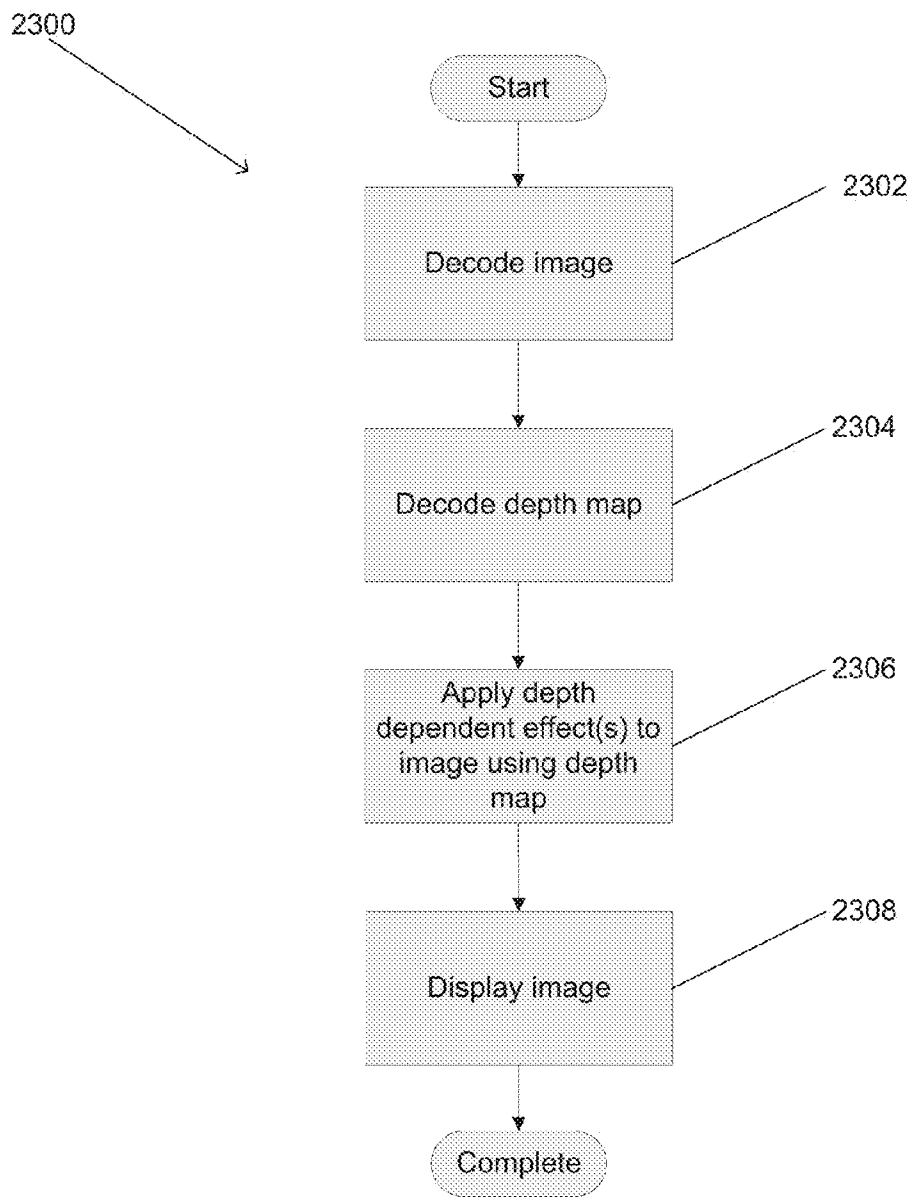 2300
Start
2302
Decode image
2304
Decode depth map
2306
Apply depth
dependent effect(s) to
image using depth
map
2308
Display image
Complete